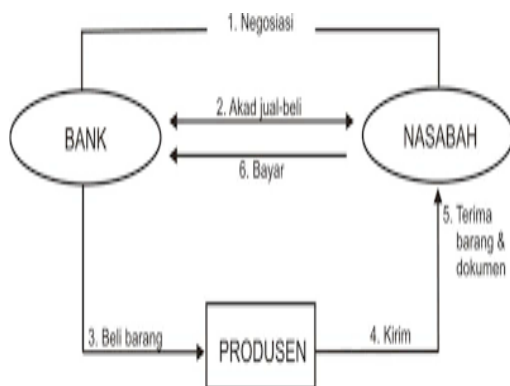 1. Negosiasi
2. Akad jual-beli
BANK
NASABAH
6. Bayar
5. Terima
barang &
dokumen
3. Beli barang
PRODUSEN
4. Kirim